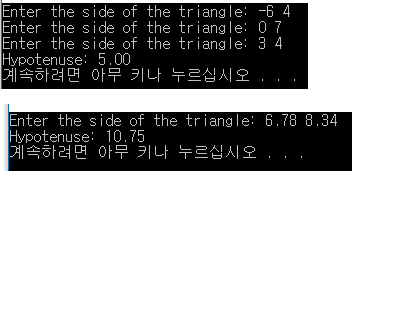 Enter the side of the triangle: -6 4
Enter the side of the triangle: 0 7
Enter the side of the triangle: 3 4
Hypotenuse: 5.00
계속하려면 아무 키나 누르십시오 . . .
Enter the side of the triangle: 6.78 8.34
Hypotenuse: 10.75
계속하려면 아무 키나 누르십시오 . . .